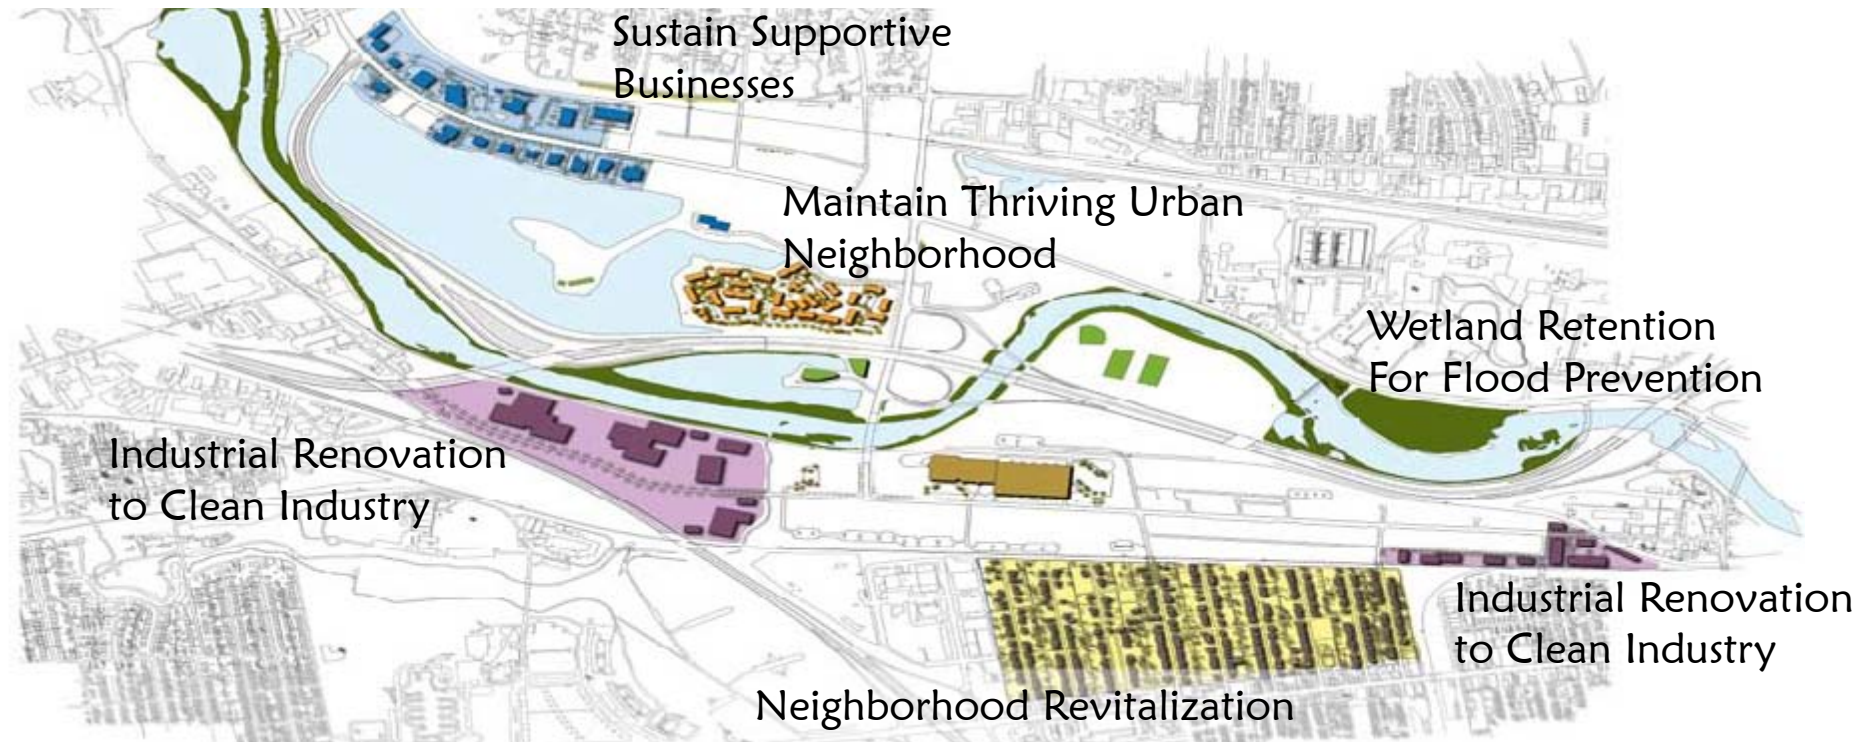 Sustain Supportive
Businesses
Maintain Thriving Urban
Neighborhood
Wetland Retention
For Flood Prevention
Industrial Renovation
to Clean Industry
Industrial Renovation
to Clean Industry
Neighborhood Revitalization